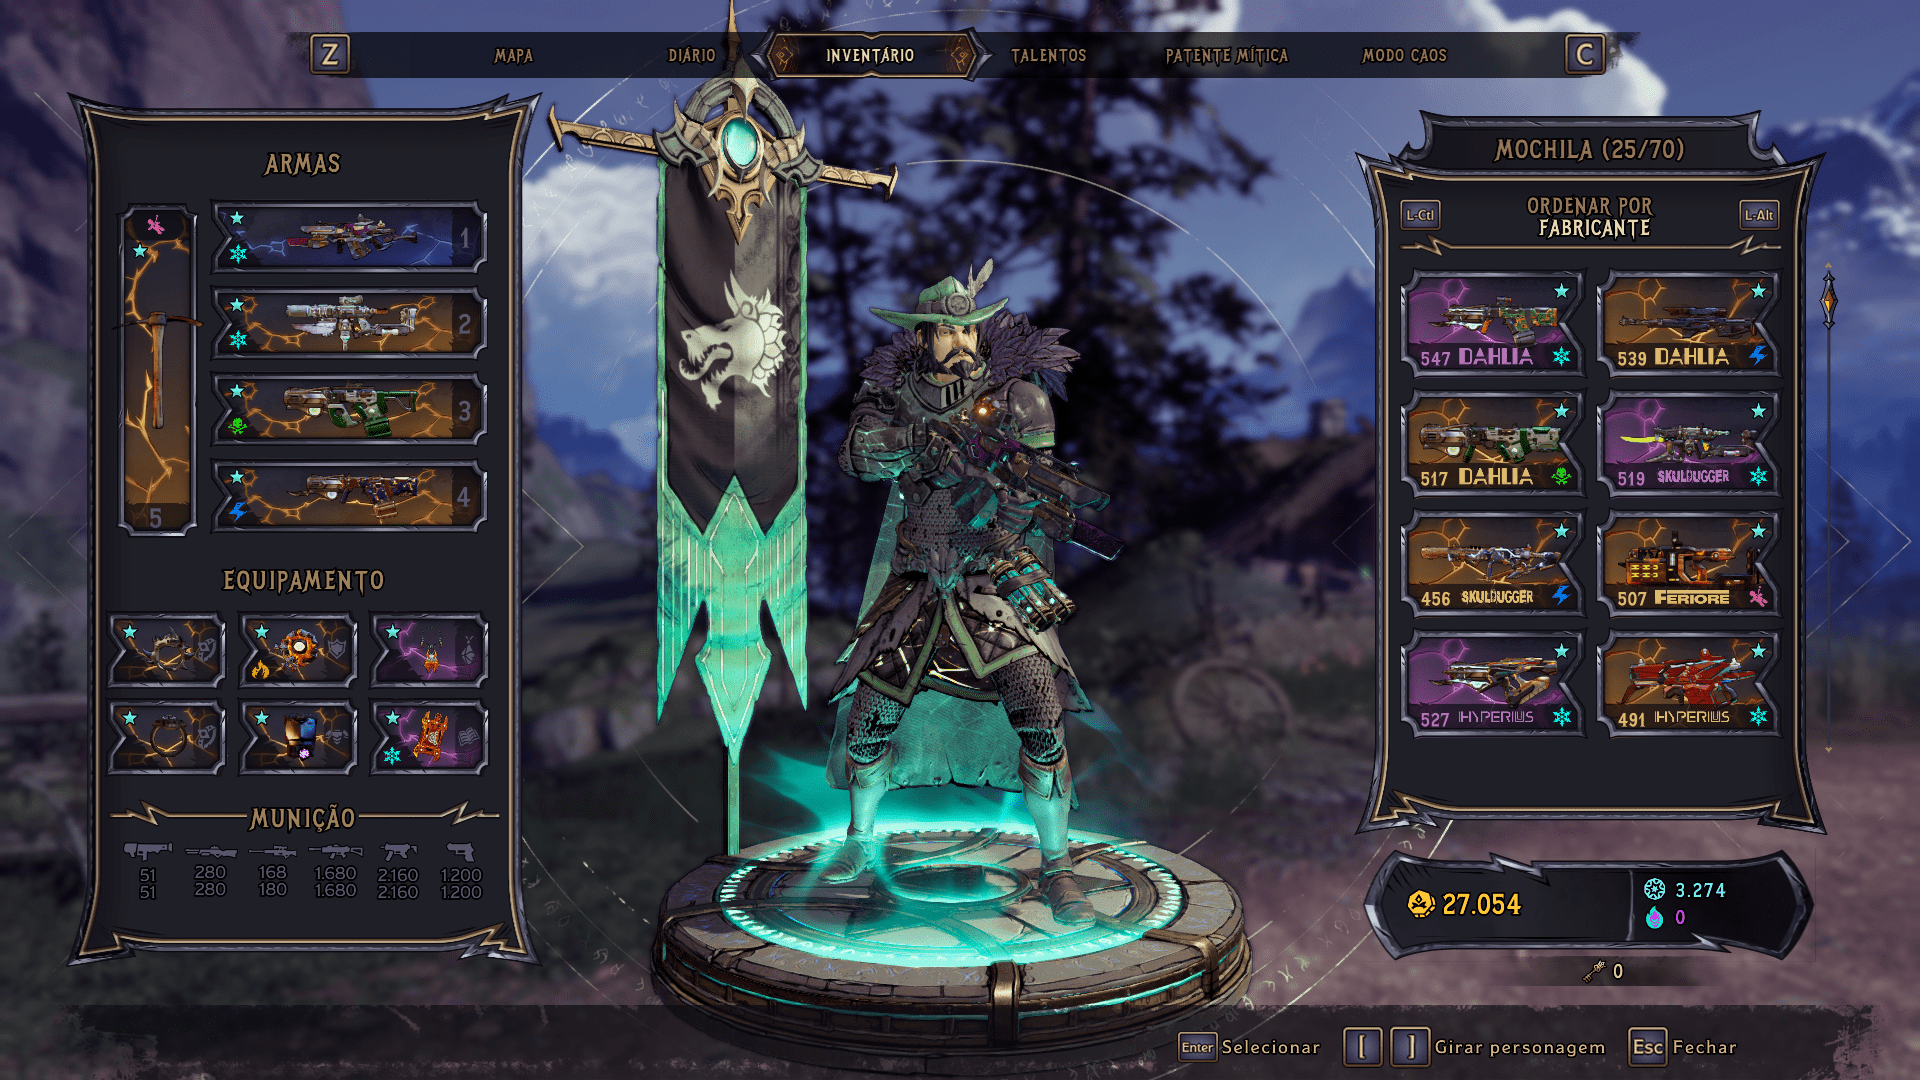 Z
MAPA
DIÁRIO
INVENTÁRIO
TALENTOS
PATENTE MÍTICA
MODO CAOS
C
ARMAS
1
2
3
4
5
EQUIPAMENTO
MUNIÇÃO
51 280 168 1.680 2.160 1.200
51 280 180 1.680 2.160 1.200
MOCHILA (25/70)
L-Ctl
ORDENAR POR
FABRICANTE
L-Alt
547 DAHLIA
539 DAHLIA
517 DAHLIA
519 SKULDUGGER
456 SKULDUGGER
507 FERIORE
527 HYPERIUS
491 HYPERIUS
27.054
3.274
0
0
Enter Selecionar
[ ] Girar personagem
Esc Fechar